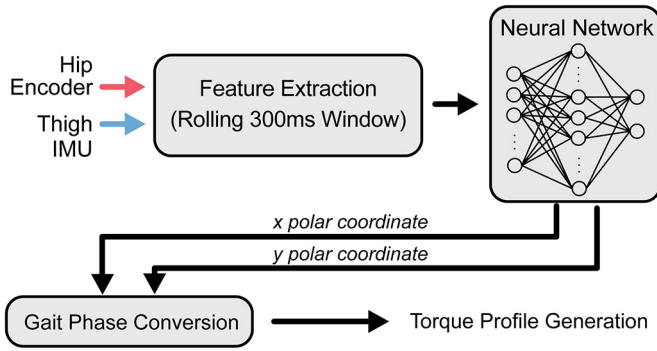 Neural Network
Hip
Encoder
Thigh
IMU
Feature Extraction
(Rolling 300ms Window)
x polar coordinate
y polar coordinate
Gait Phase Conversion
Torque Profile Generation